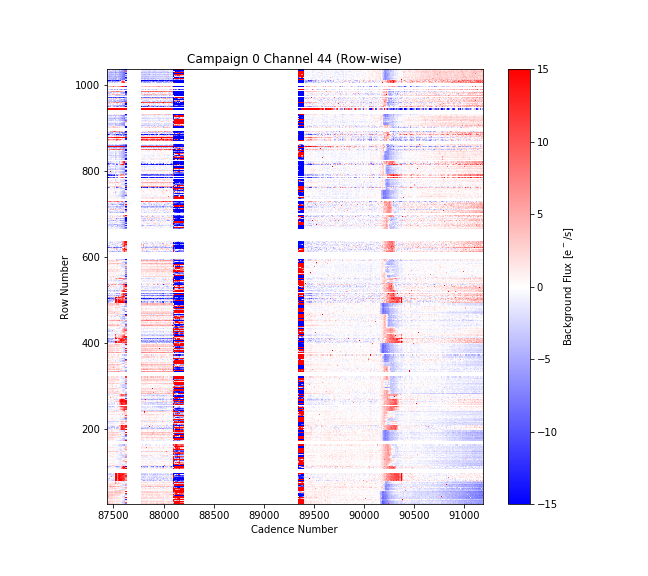 Campaign 0 Channel 44 (Row-wise)
1000
800
600
400
200
Row Number
87500 88000 88500 89000 89500 90000 90500 91000
Cadence Number
15
10
5
0
−5
−10
−15
Background Flux [e⁻/s]